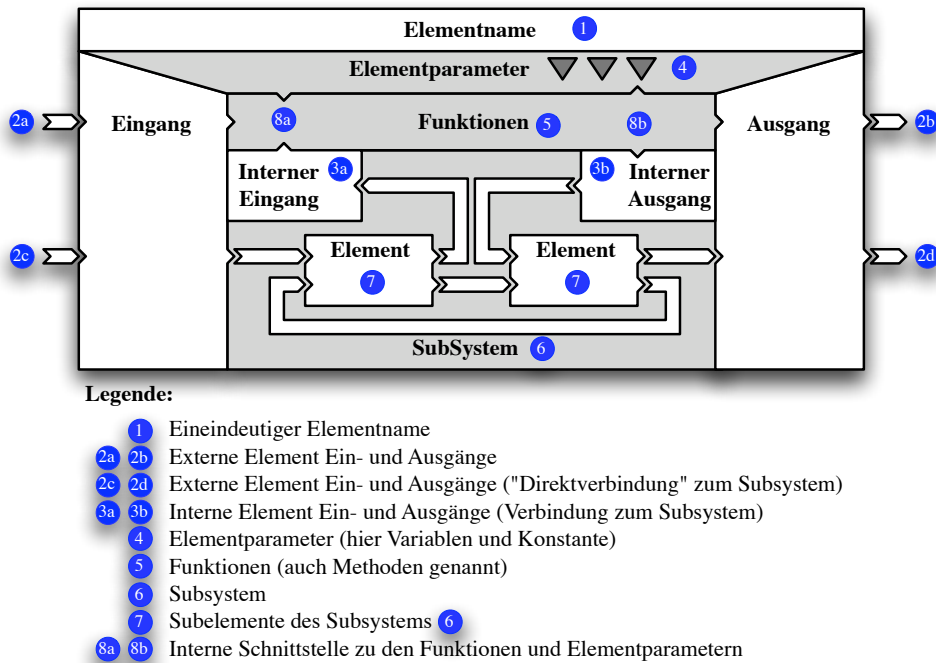 Elementname 1
Elementparameter 4
2a Eingang 8a Funktionen 5 8b Ausgang 2b
Interner Eingang 3a
3b Interner Ausgang
2c Element 7 Element 7 2d
SubSystem 6
Legende:
1 Eineindeutiger Elementname
2a 2b Externe Element Ein- und Ausgänge
2c 2d Externe Element Ein- und Ausgänge ("Direktverbindung" zum Subsystem)
3a 3b Interne Element Ein- und Ausgänge (Verbindung zum Subsystem)
4 Elementparameter (hier Variablen und Konstante)
5 Funktionen (auch Methoden genannt)
6 Subsystem
7 Subelemente des Subsystems 6
8a 8b Interne Schnittstelle zu den Funktionen und Elementparametern